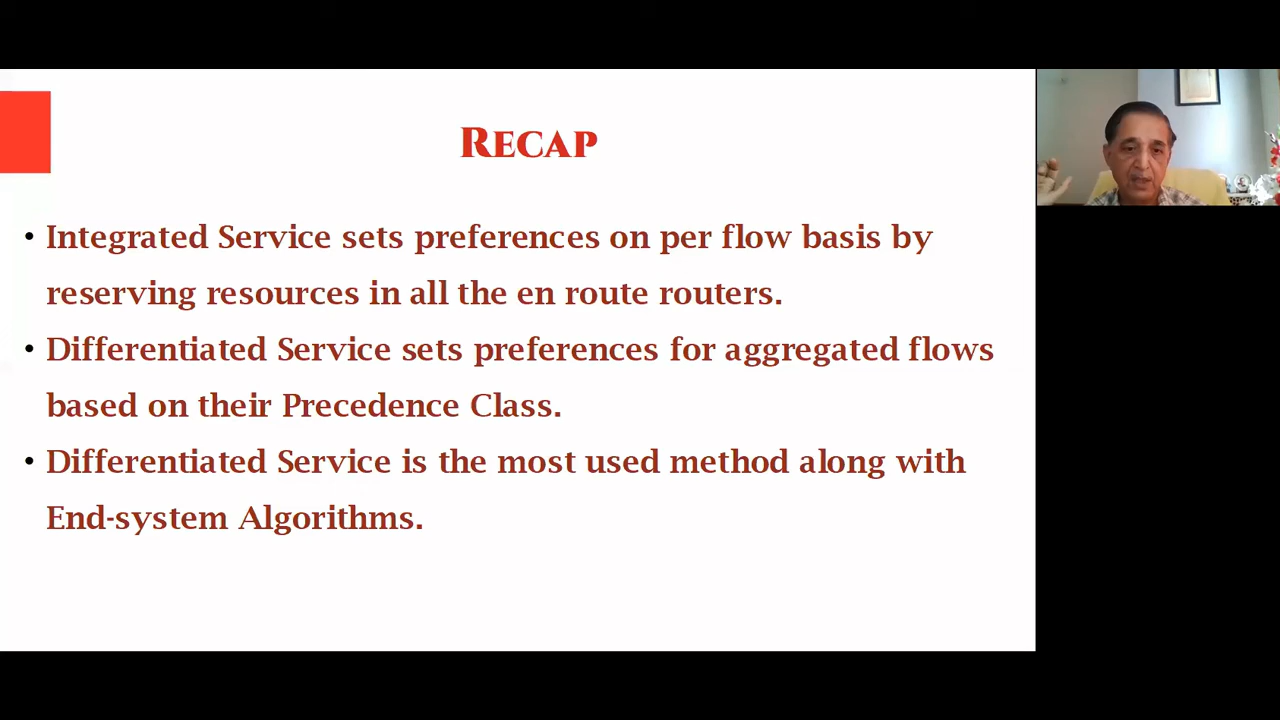 Recap
• Integrated Service sets preferences on per flow basis by
reserving resources in all the en route routers.
• Differentiated Service sets preferences for aggregated flows
based on their Precedence Class.
• Differentiated Service is the most used method along with
End-system Algorithms.